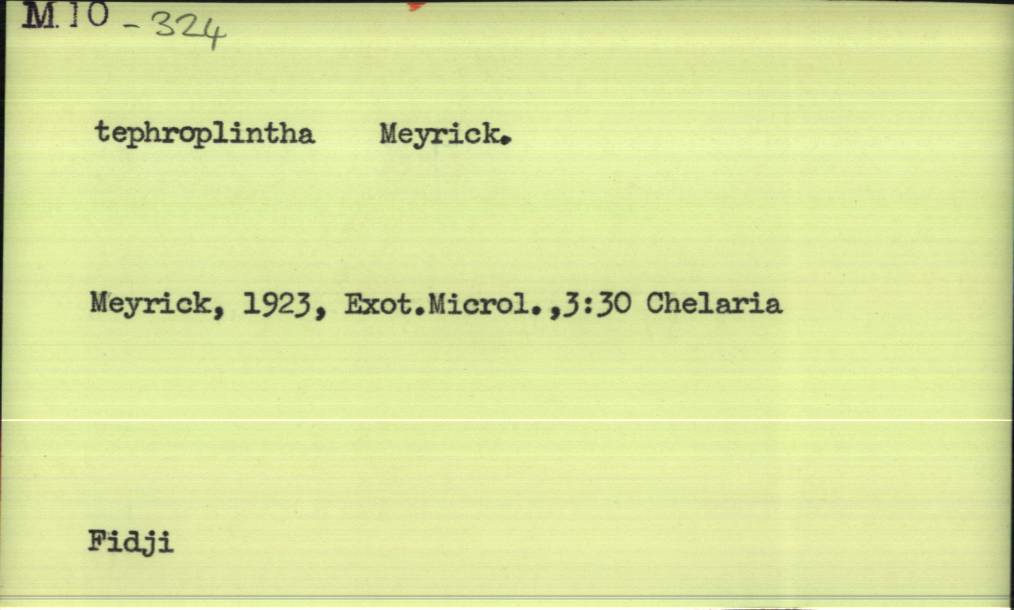 M.10 - 324
tephroplintha Meyrick.
Meyrick, 1923, Exot.Microl.,3:30 Chelaria
Fidji